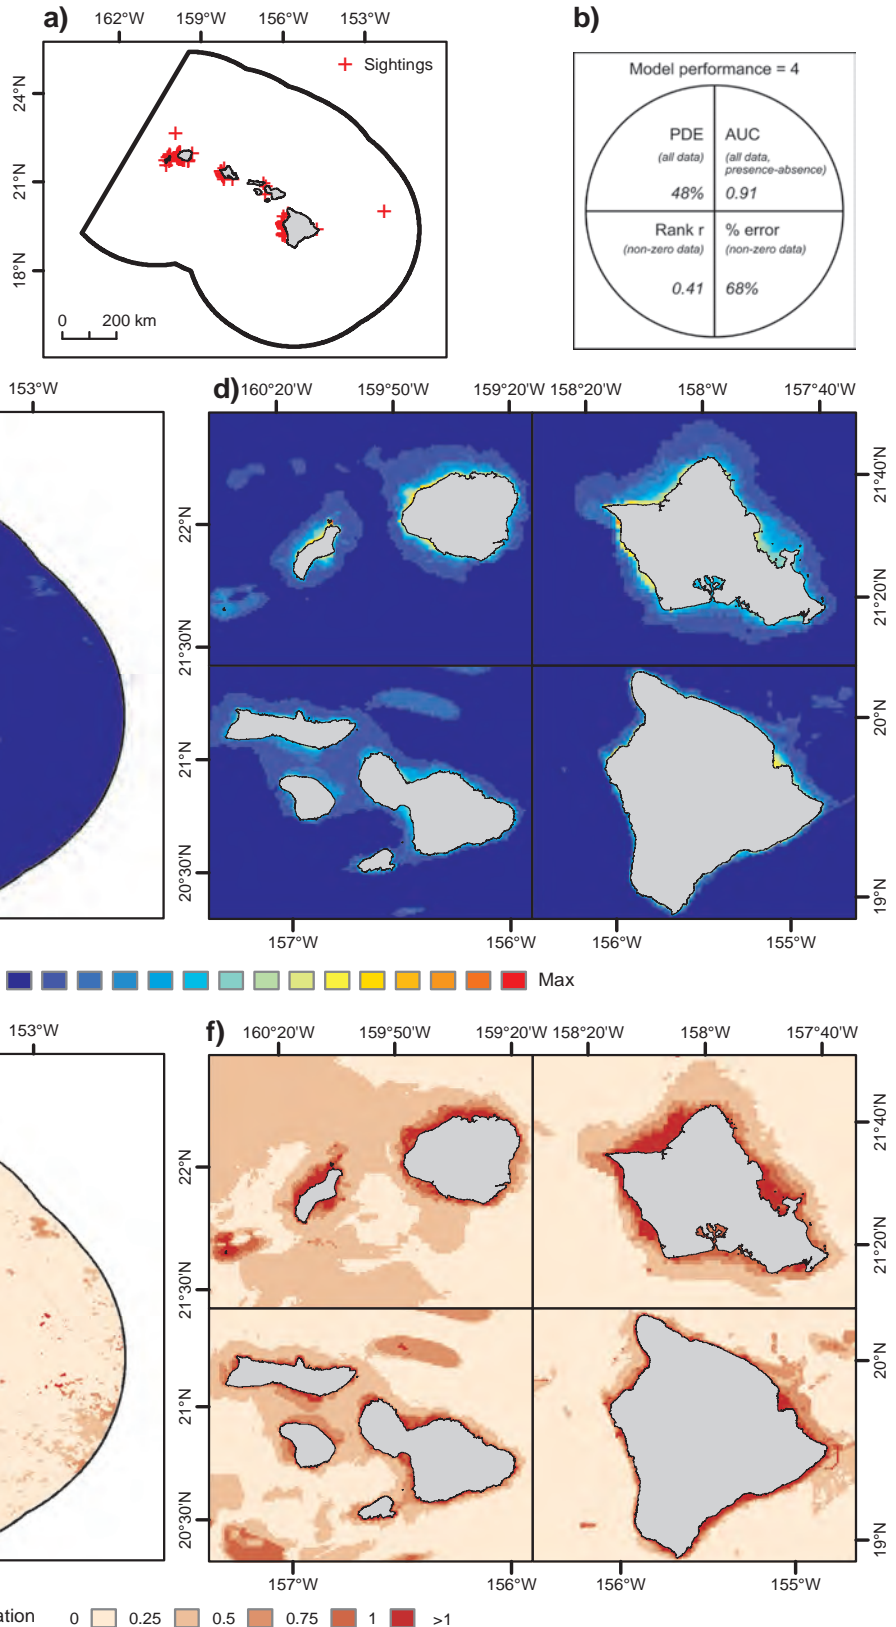 a)
162°W 159°W 156°W 153°W
Sightings
24°N
21°N
18°N
0 200 km
b)
Model performance = 4
PDE
(all data)
48%
AUC
(all data,
presence-absence)
0.91
Rank r
(non-zero data)
0.41
% error
(non-zero data)
68%
153°W
d)
160°20'W 159°50'W 159°20'W 158°20'W 158°W 157°40'W
22°N
21°30'N
21°N
20°30'N
21°40'N
21°20'N
20°N
19°N
157°W 156°W 156°W 155°W
Max
153°W
f)
160°20'W 159°50'W 159°20'W 158°20'W 158°W 157°40'W
22°N
21°30'N
21°N
20°30'N
21°40'N
21°20'N
20°N
19°N
157°W 156°W 156°W 155°W
ation 0 0.25 0.5 0.75 1 >1